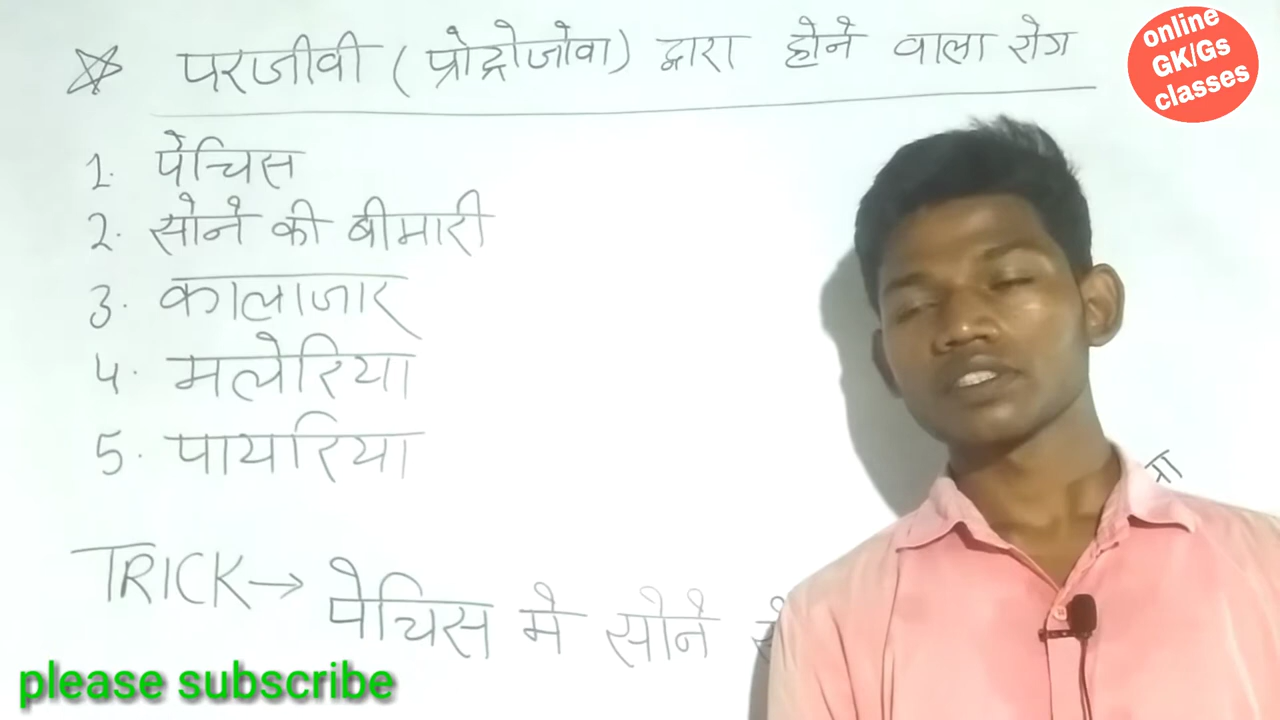 परजीवी (प्रोट्रोजोवा) द्वारा होने वाला रोग
online
GK/Gs
classes
1. पेंचिस
2. सोने की बीमारी
3. कालाजार
4. मलेरिया
5. पायरिया
TRICK→ पेचिस मे सोने से
please subscribe